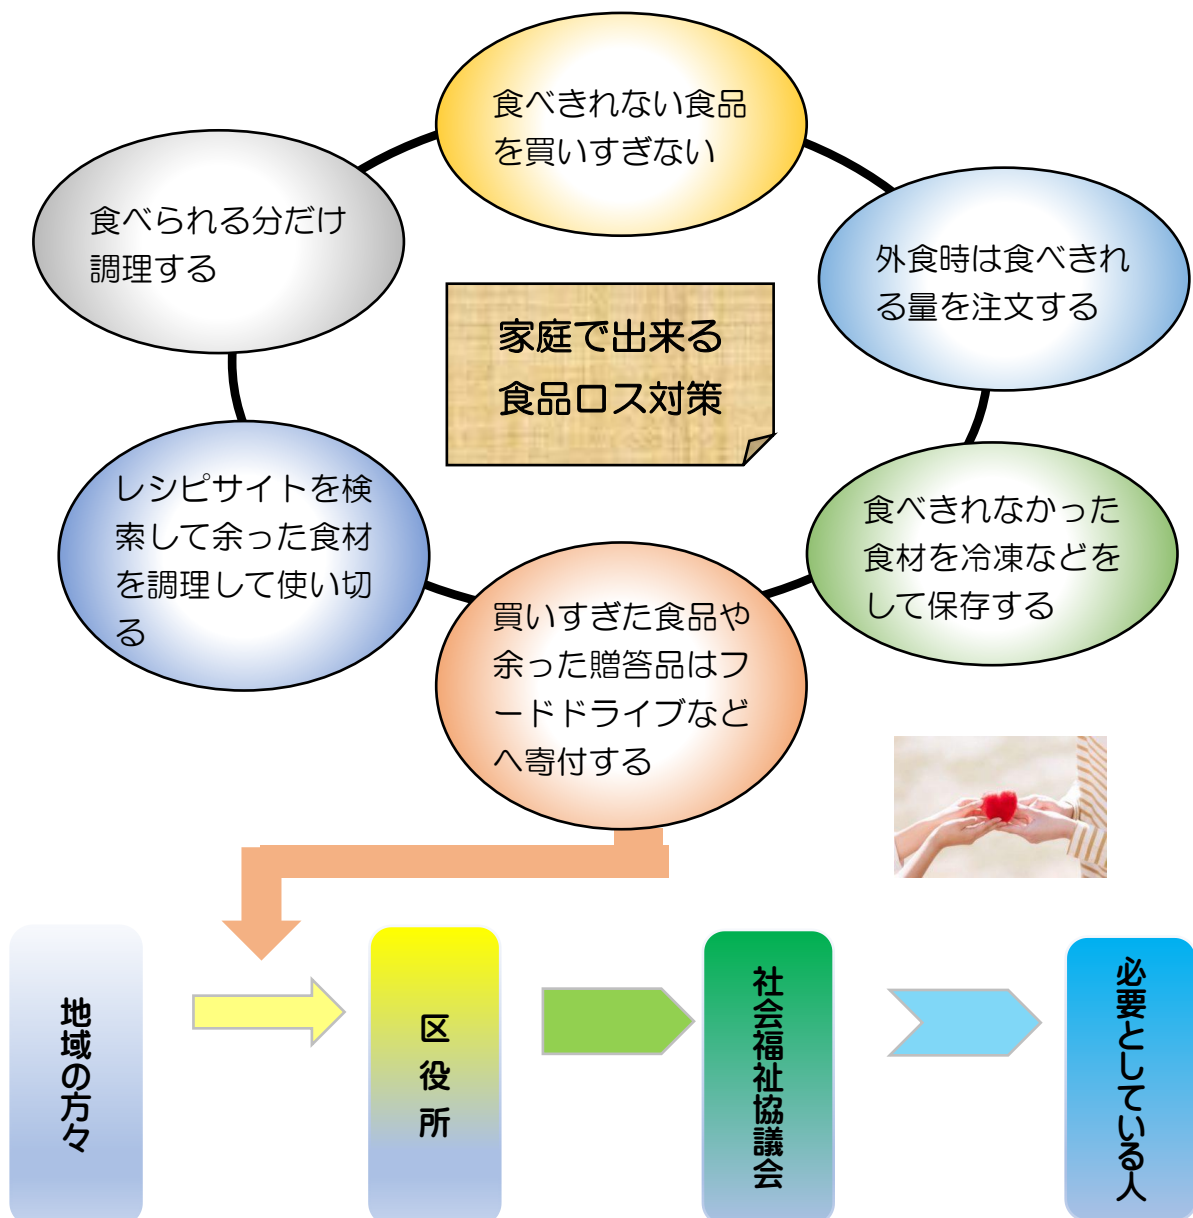 食べきれない食品
を買いすぎない
食べられる分だけ
調理する
外食時は食べきれ
る量を注文する
家庭で出来る
食品ロス対策
レシピサイトを検
索して余った食材
を調理して使い切
る
食べきれなかった
食材を冷凍などを
して保存する
買いすぎた食品や
余った贈答品はフ
ードドライブなど
へ寄付する
地域の方々
区役所
社会福祉協議会
必要としている人